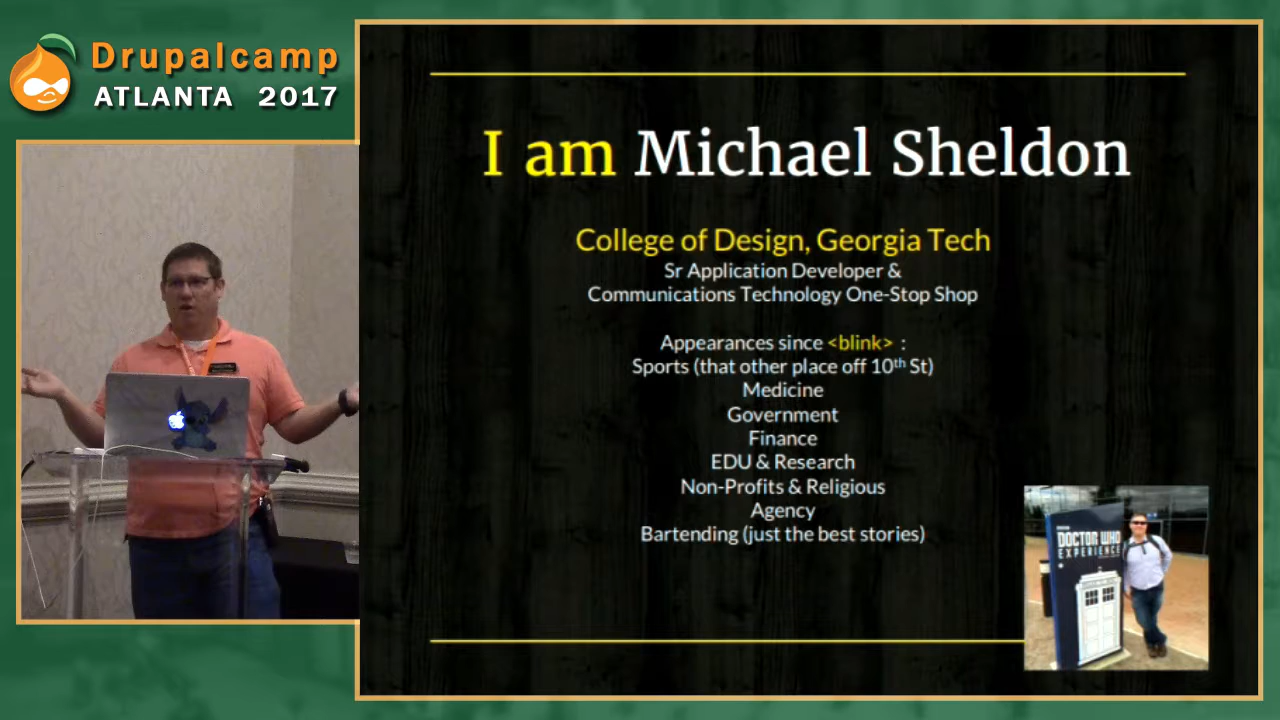 Drupalcamp
ATLANTA 2017
I am Michael Sheldon
College of Design, Georgia Tech
Sr Application Developer &
Communications Technology One-Stop Shop
Appearances since <blink> :
Sports (that other place off 10th St)
Medicine
Government
Finance
EDU & Research
Non-Profits & Religious
Agency
Bartending (just the best stories)
DOCTOR WHO
EXPERIENCE